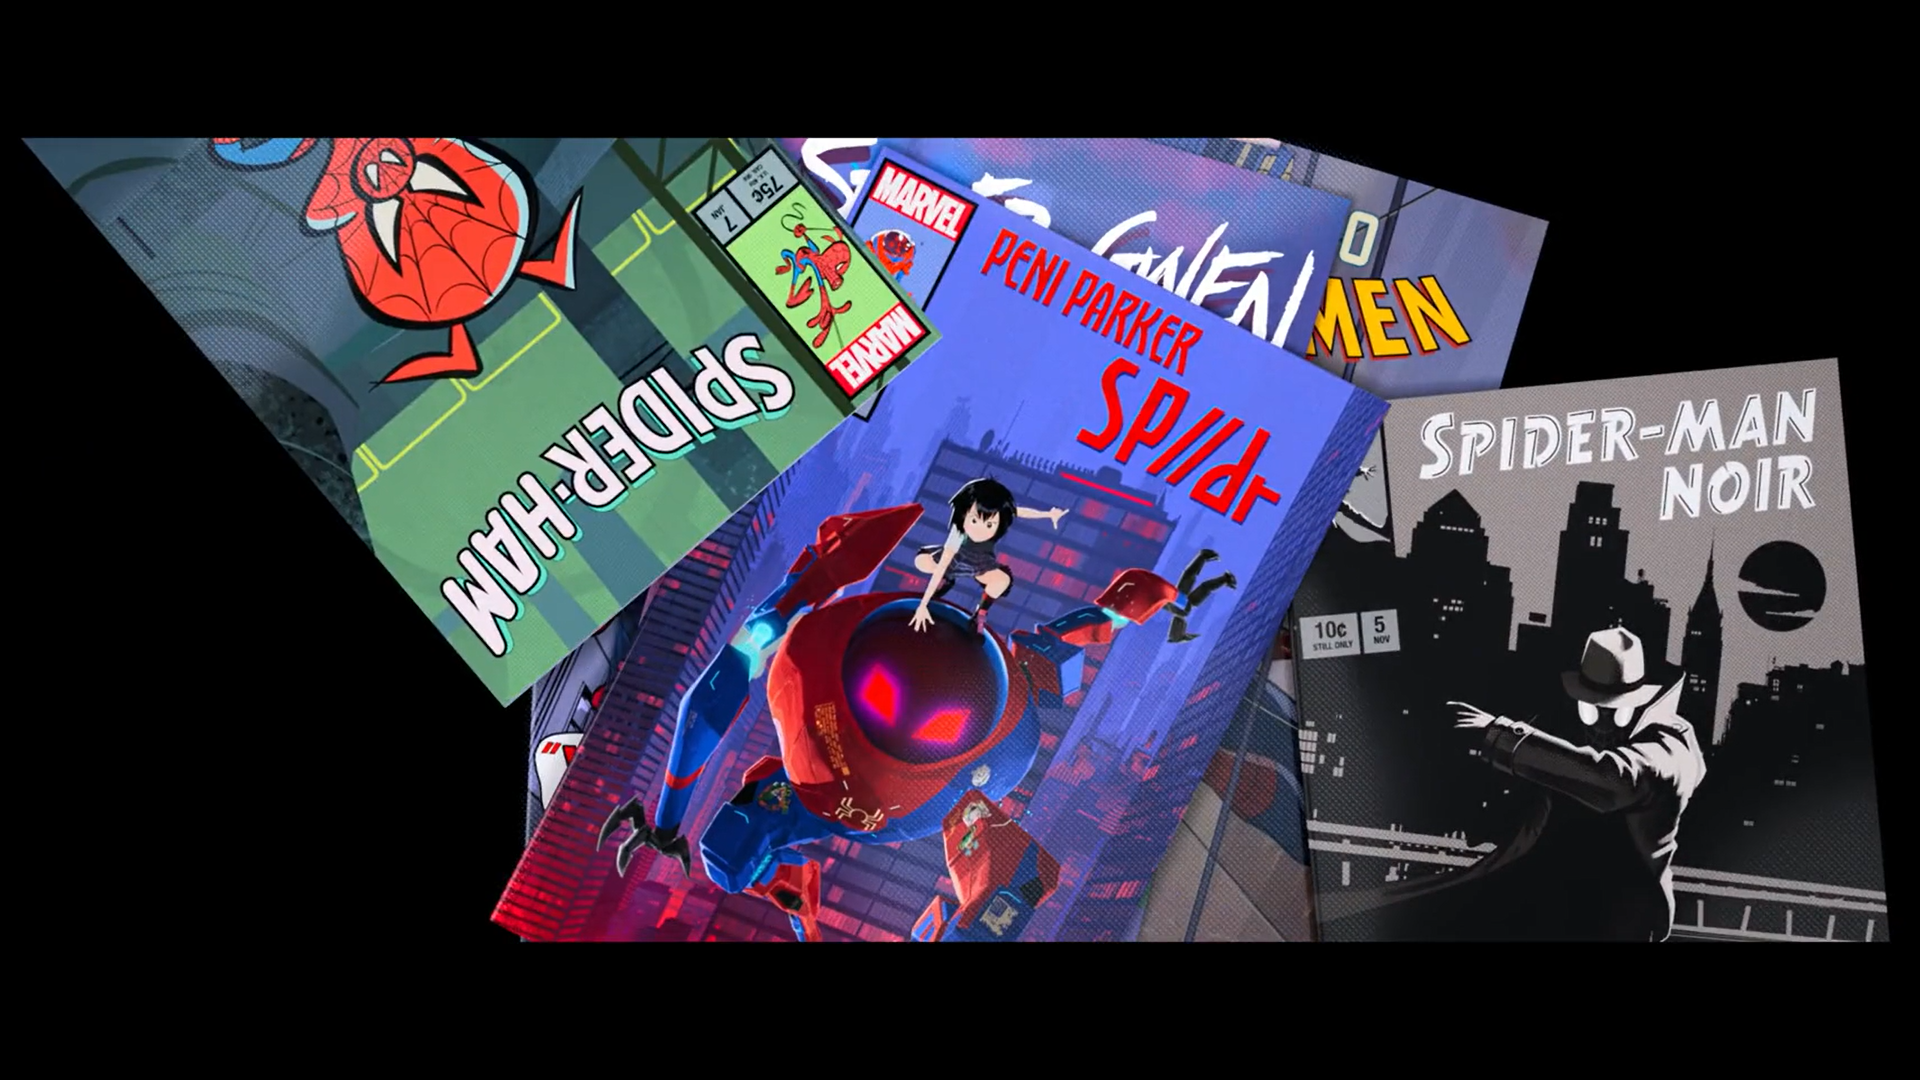 SPIDER-HAM
MARVEL
75¢
7
JAN
MARVEL
PENI PARKER
SP//dr
GWEN
MEN
SPIDER-MAN
NOIR
10¢
STILL ONLY
5
NOV